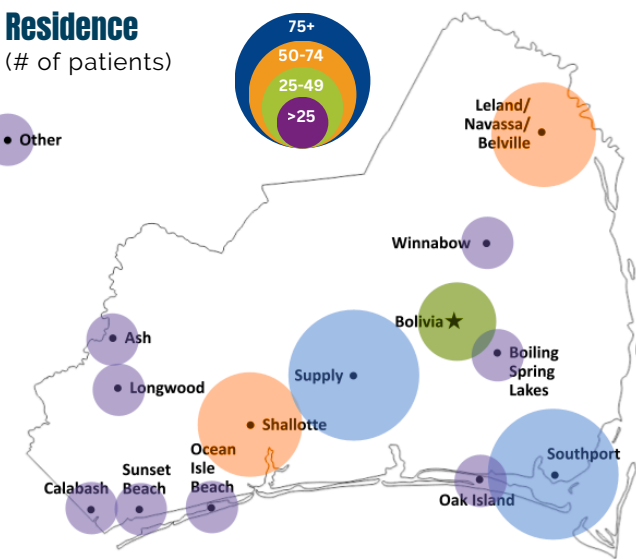 Residence
(# of patients)
75+
50-74
25-49
>25
Other
Leland/
Navassa/
Belville
Winnabow
Bolivia
Boiling
Spring
Lakes
Ash
Longwood
Supply
Shallotte
Ocean
Isle
Beach
Sunset
Beach
Calabash
Southport
Oak Island